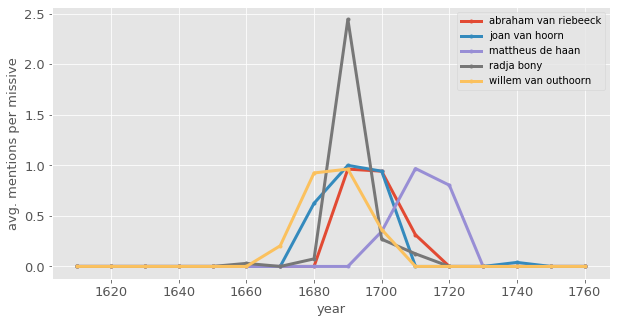 2.5
2.0
1.5
1.0
0.5
0.0
avg. mentions per missive
abraham van riebeeck
joan van hoorn
mattheus de haan
radja bony
willem van outhoorn
1620
1640
1660
1680
1700
1720
1740
1760
year